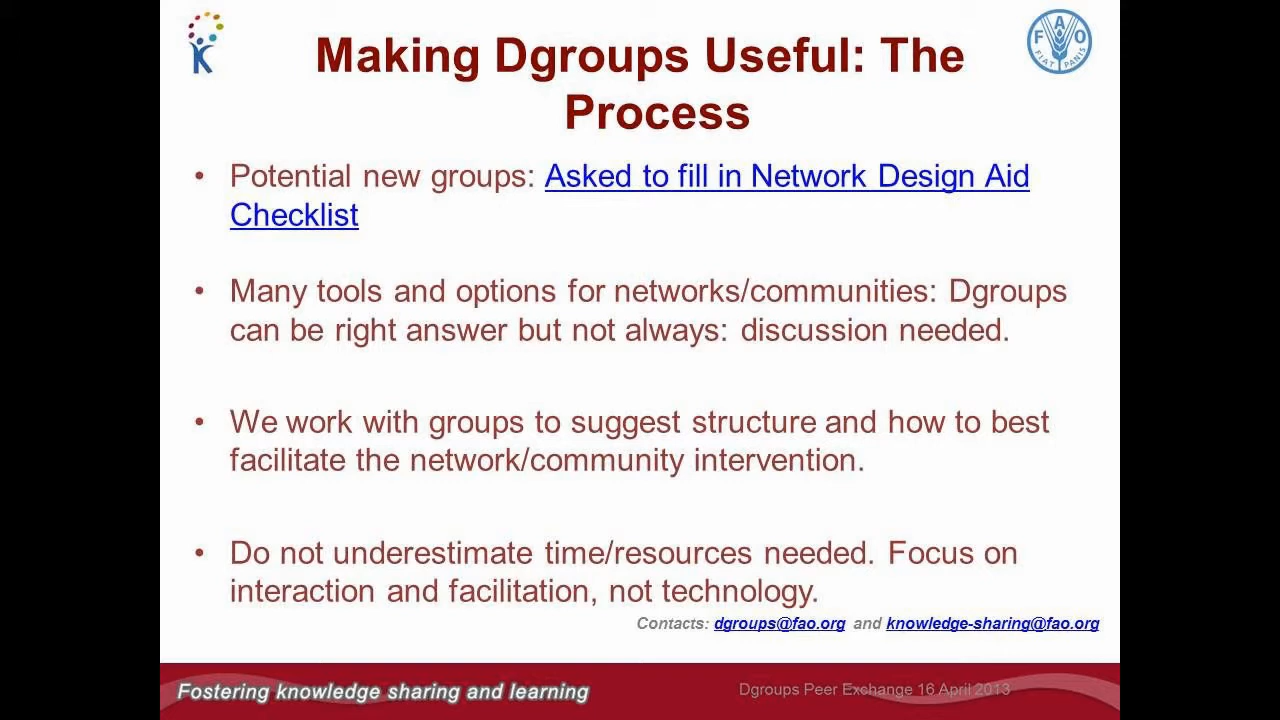 Making Dgroups Useful: The
Process
F A O
FIAT PANIS
• Potential new groups: Asked to fill in Network Design Aid
Checklist
• Many tools and options for networks/communities: Dgroups
can be right answer but not always: discussion needed.
• We work with groups to suggest structure and how to best
facilitate the network/community intervention.
• Do not underestimate time/resources needed. Focus on
interaction and facilitation, not technology.
Contacts: dgroups@fao.org and knowledge-sharing@fao.org
Fostering knowledge sharing and learning
Dgroups Peer Exchange 16 April 2013